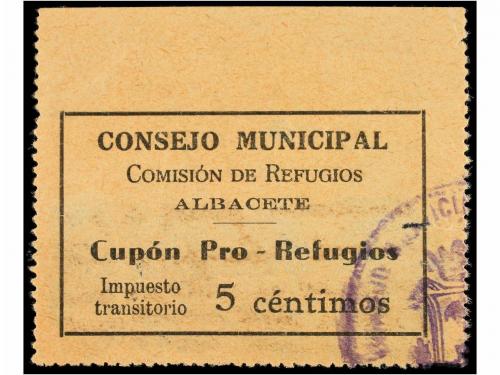 CONSEJO MUNICIPAL
COMISIÓN DE REFUGIOS
ALBACETE
Cupón Pro - Refugios
Impuesto transitorio 5 céntimos